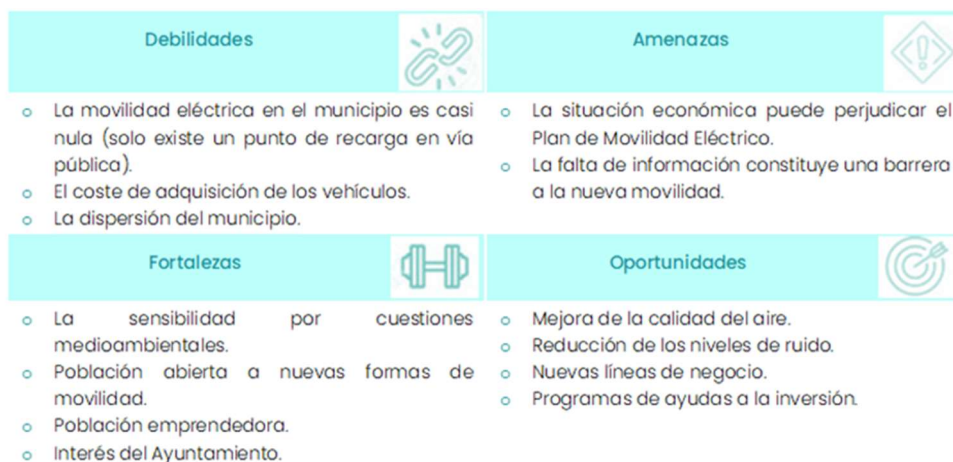 Debilidades
La movilidad eléctrica en el municipio es casi
nula (solo existe un punto de recarga en vía
pública).
El coste de adquisición de los vehículos.
La dispersión del municipio.
Amenazas
La situación económica puede perjudicar el
Plan de Movilidad Eléctrico.
La falta de información constituye una barrera
a la nueva movilidad.
Fortalezas
La sensibilidad por cuestiones
medioambientales.
Población abierta a nuevas formas de
movilidad.
Población emprendedora.
Interés del Ayuntamiento.
Oportunidades
Mejora de la calidad del aire.
Reducción de los niveles de ruido.
Nuevas líneas de negocio.
Programas de ayudas a la inversión.